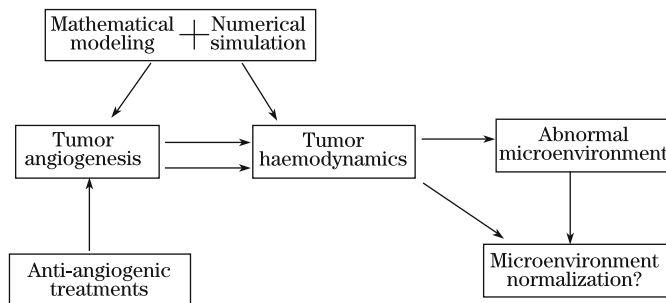 Mathematical
modeling
+
Numerical
simulation
Tumor
angiogenesis
Tumor
haemodynamics
Abnormal
microenvironment
Anti-angiogenic
treatments
Microenvironment
normalization?